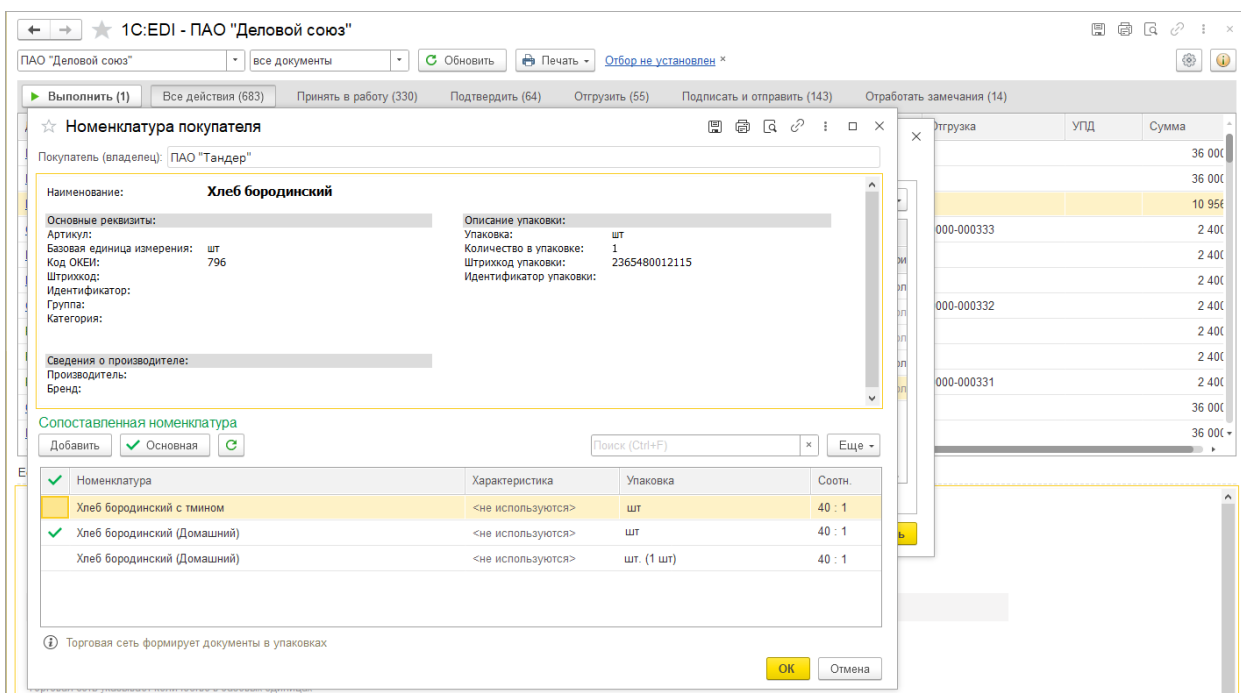 1C:EDI - ПАО "Деловой союз"
ПАО "Деловой союз" все документы Обновить Печать Отбор не установлен ×
Выполнить (1) Все действия (683) Принять в работу (330) Подтвердить (64) Отгрузить (55) Подписать и отправить (143) Отработать замечания (14)
Номенклатура покупателя
Отгрузка УПД Сумма
Покупатель (владелец): ПАО "Тандер"
36 000
36 000
10 956
000-000333 2 400
2 400
2 400
000-000332 2 400
2 400
2 400
000-000331 2 400
36 000
36 000
Наименование: Хлеб бородинский
Основные реквизиты: Описание упаковки:
Артикул: Упаковка: шт
Базовая единица измерения: шт Количество в упаковке: 1
Код ОКЕИ: 796 Штрихкод упаковки: 2365480012115
Штрихкод: Идентификатор упаковки:
Идентификатор:
Группа:
Категория:
Сведения о производителе:
Производитель:
Бренд:
Сопоставленная номенклатура
Добавить Основная Поиск (Ctrl+F) × Еще
Номенклатура Характеристика Упаковка Соотн.
Хлеб бородинский с тмином <не используются> шт 40 : 1
Хлеб бородинский (Домашний) <не используются> шт 40 : 1
Хлеб бородинский (Домашний) <не используются> шт. (1 шт) 40 : 1
Торговая сеть формирует документы в упаковках
ОК Отмена